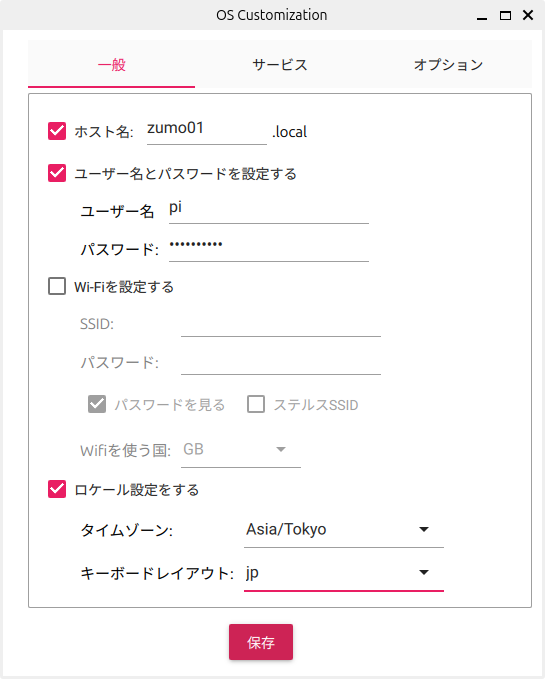 OS Customization
一般 サービス オプション
ホスト名: zumo01 .local
ユーザー名とパスワードを設定する
ユーザー名 pi
パスワード: ••••••••••
Wi-Fiを設定する
SSID:
パスワード:
パスワードを見る ステルスSSID
Wifiを使う国: GB
ロケール設定をする
タイムゾーン: Asia/Tokyo
キーボードレイアウト: jp
保存